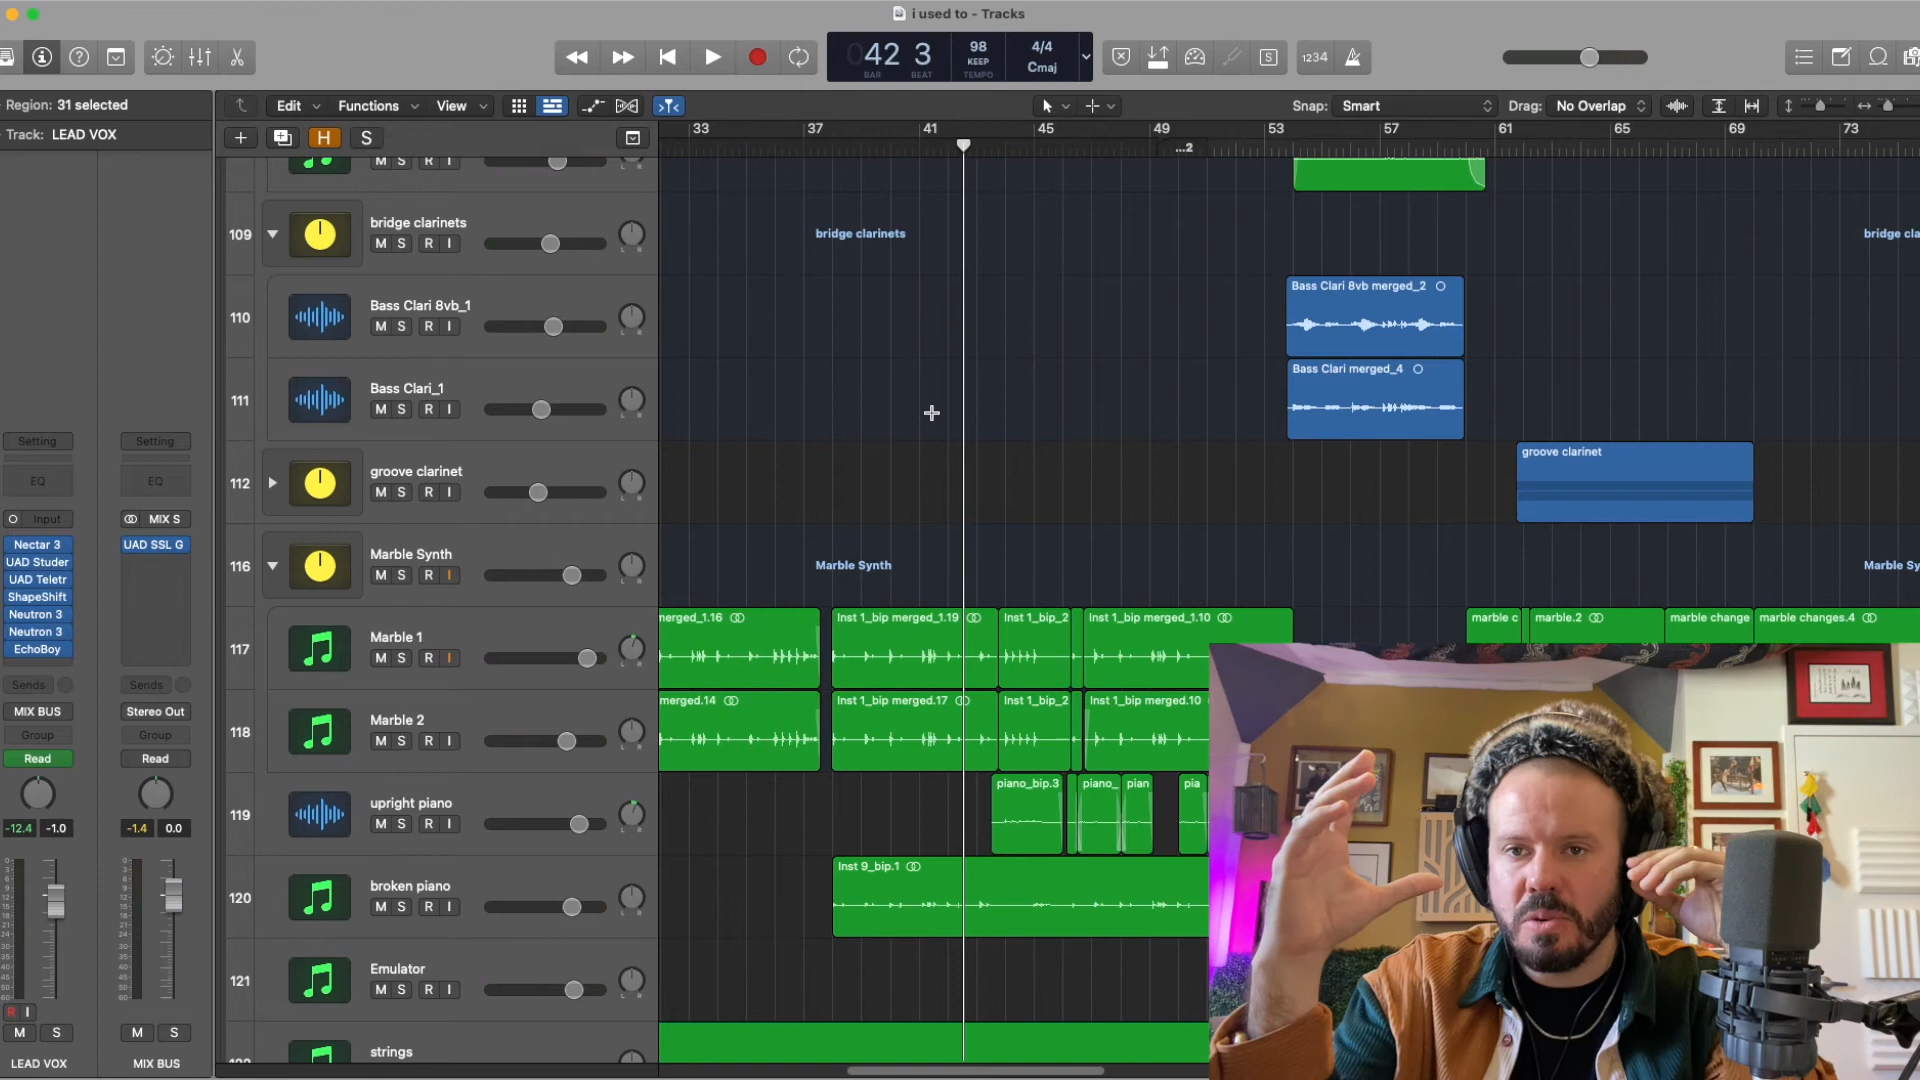 i used to - Tracks
42 3
BAR BEAT
98
KEEP
TEMPO
4/4
Cmaj
1234
Region: 31 selected
Edit Functions View
Snap: Smart
Drag: No Overlap
Track: LEAD VOX
H S
33 37 41 45 49 53 57 61 65 69 73
...2
M S R I
109 bridge clarinets
M S R I
bridge clarinets
bridge cla
110 Bass Clari 8vb_1
M S R I
Bass Clari 8vb merged_2
111 Bass Clari_1
M S R I
Bass Clari merged_4
112 groove clarinet
M S R I
groove clarinet
116 Marble Synth
M S R I
Marble Synth
Marble Sy
117 Marble 1
M S R I
merged_1.16
Inst 1_bip merged_1.19
Inst 1_bip_2
Inst 1_bip merged_1.10
marble c
marble.2
marble change
marble changes.4
118 Marble 2
M S R I
merged.14
Inst 1_bip merged.17
Inst 1_bip_2
Inst 1_bip merged.10
119 upright piano
M S R I
piano_bip.3
piano_
pian
pia
120 broken piano
M S R I
Inst 9_bip.1
121 Emulator
M S R I
strings
Setting Setting
EQ EQ
Input MIX S
Nectar 3 UAD SSL G
UAD Studer
UAD Teletr
ShapeShift
Neutron 3
Neutron 3
EchoBoy
Sends Sends
MIX BUS Stereo Out
Group Group
Read Read
-12.4 -1.0 -1.4 0.0
R I
M S M S
LEAD VOX MIX BUS